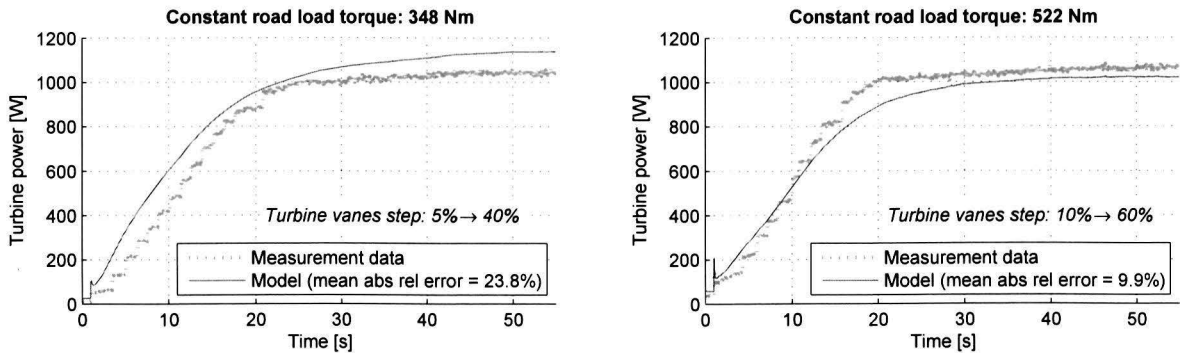 Constant road load torque: 348 Nm
1200
1000
800
600
400
200
0
Turbine power [W]
Turbine vanes step: 5%→ 40%
Measurement data
Model (mean abs rel error = 23.8%)
0 10 20 30 40 50
Time [s]
Constant road load torque: 522 Nm
1200
1000
800
600
400
200
0
Turbine power [W]
Turbine vanes step: 10%→ 60%
Measurement data
Model (mean abs rel error = 9.9%)
0 10 20 30 40 50
Time [s]